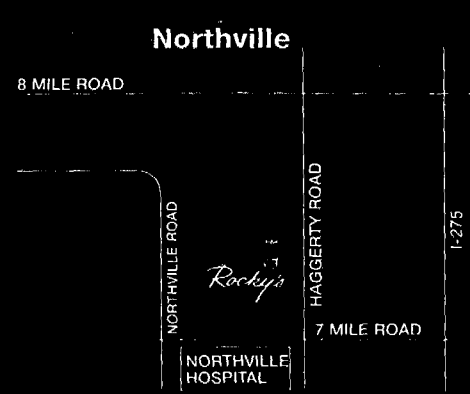 Northville
8 MILE ROAD
NORTHVILLE ROAD
HAGGERTY ROAD
I-275
Rocky's
7 MILE ROAD
NORTHVILLE
HOSPITAL